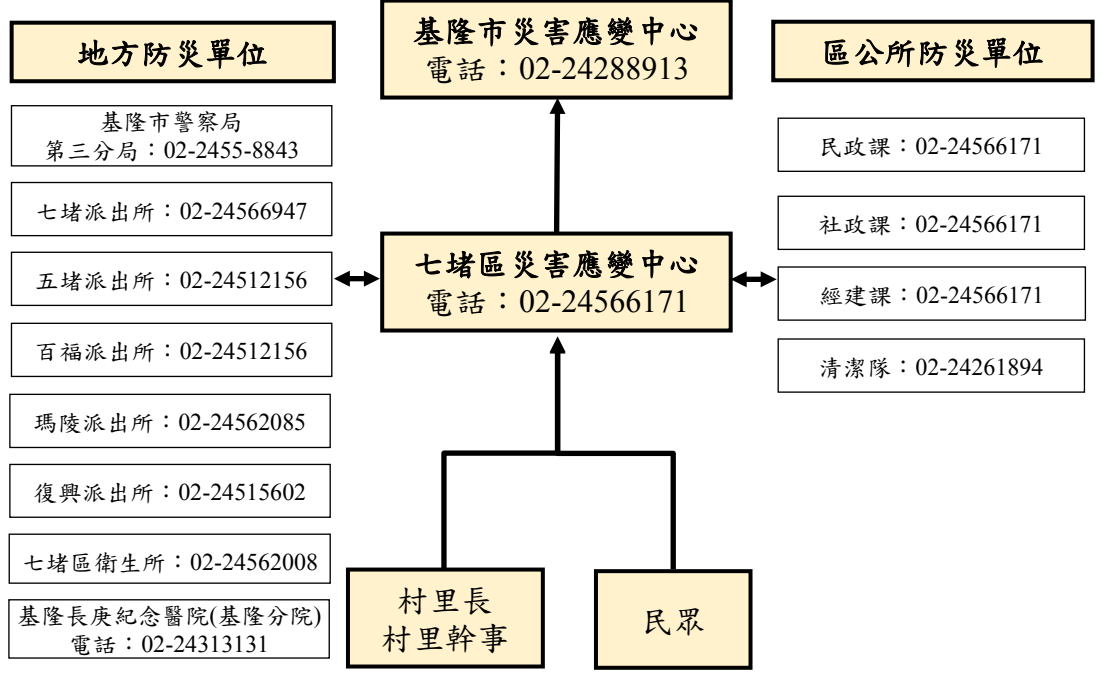 地方防災單位
基隆市警察局
第三分局：02-2455-8843
七堵派出所：02-24566947
五堵派出所：02-24512156
百福派出所：02-24512156
瑪陵派出所：02-24562085
復興派出所：02-24515602
七堵區衛生所：02-24562008
基隆長庚紀念醫院(基隆分院)
電話：02-24313131
基隆市災害應變中心
電話：02-24288913
七堵區災害應變中心
電話：02-24566171
村里長
村里幹事
民眾
區公所防災單位
民政課：02-24566171
社政課：02-24566171
經建課：02-24566171
清潔隊：02-24261894